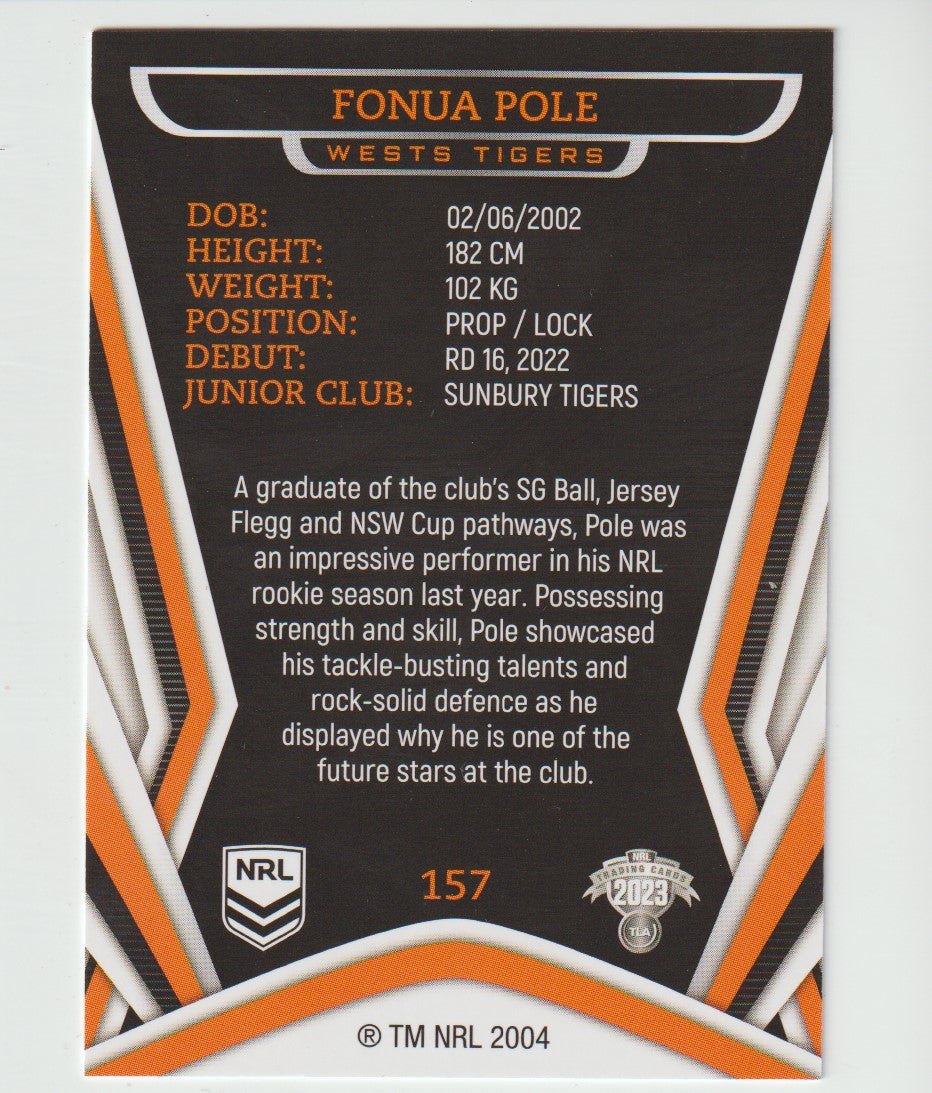 FONUA POLE
WESTS TIGERS
DOB: 02/06/2002
HEIGHT: 182 CM
WEIGHT: 102 KG
POSITION: PROP / LOCK
DEBUT: RD 16, 2022
JUNIOR CLUB: SUNBURY TIGERS
A graduate of the club's SG Ball, Jersey
Flegg and NSW Cup pathways, Pole was
an impressive performer in his NRL
rookie season last year. Possessing
strength and skill, Pole showcased
his tackle-busting talents and
rock-solid defence as he
displayed why he is one of the
future stars at the club.
NRL
157
NRL
TRADING CARDS
2023
TLA
® TM NRL 2004